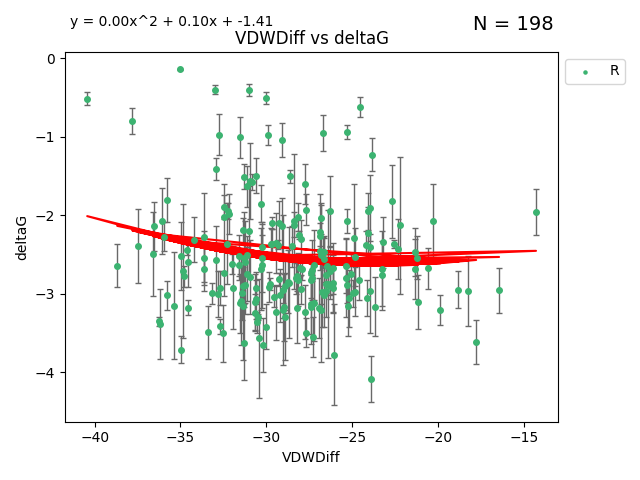 y = 0.00x^2 + 0.10x + -1.41
N = 198
VDWDiff vs deltaG
R
deltaG
0
−1
−2
−3
−4
−40 −35 −30 −25 −20 −15
VDWDiff